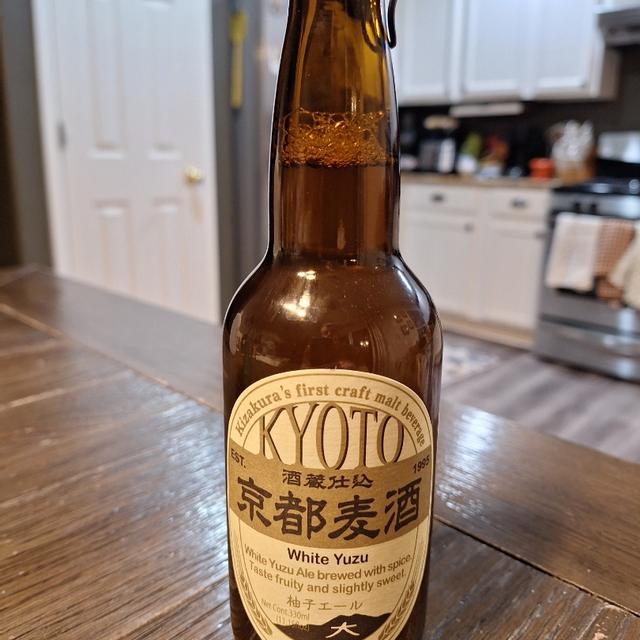 Kizakura's first craft malt beverage
KYOTO
EST. 1995
酒蔵仕込
京都麦酒
White Yuzu
White Yuzu Ale brewed with spice.
Taste fruity and slightly sweet.
柚子エール
Net Cont.330ml
大